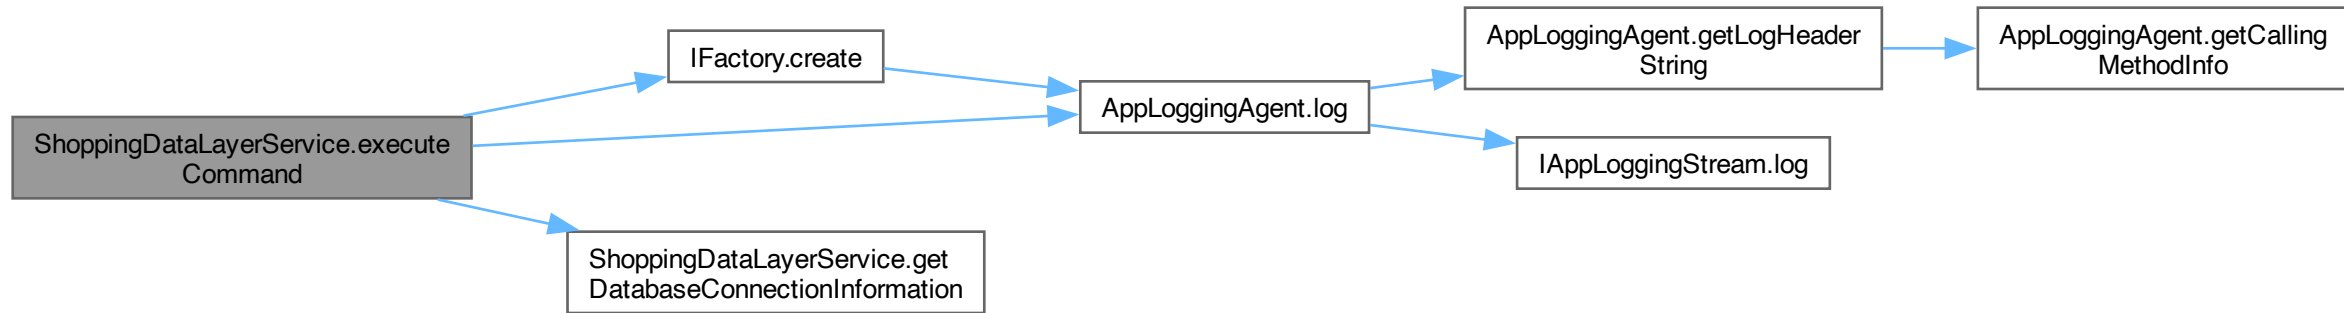 ShoppingDataLayerService.execute
Command
IFactory.create
ShoppingDataLayerService.get
DatabaseConnectionInformation
AppLoggingAgent.log
AppLoggingAgent.getLogHeader
String
IAppLoggingStream.log
AppLoggingAgent.getCalling
MethodInfo